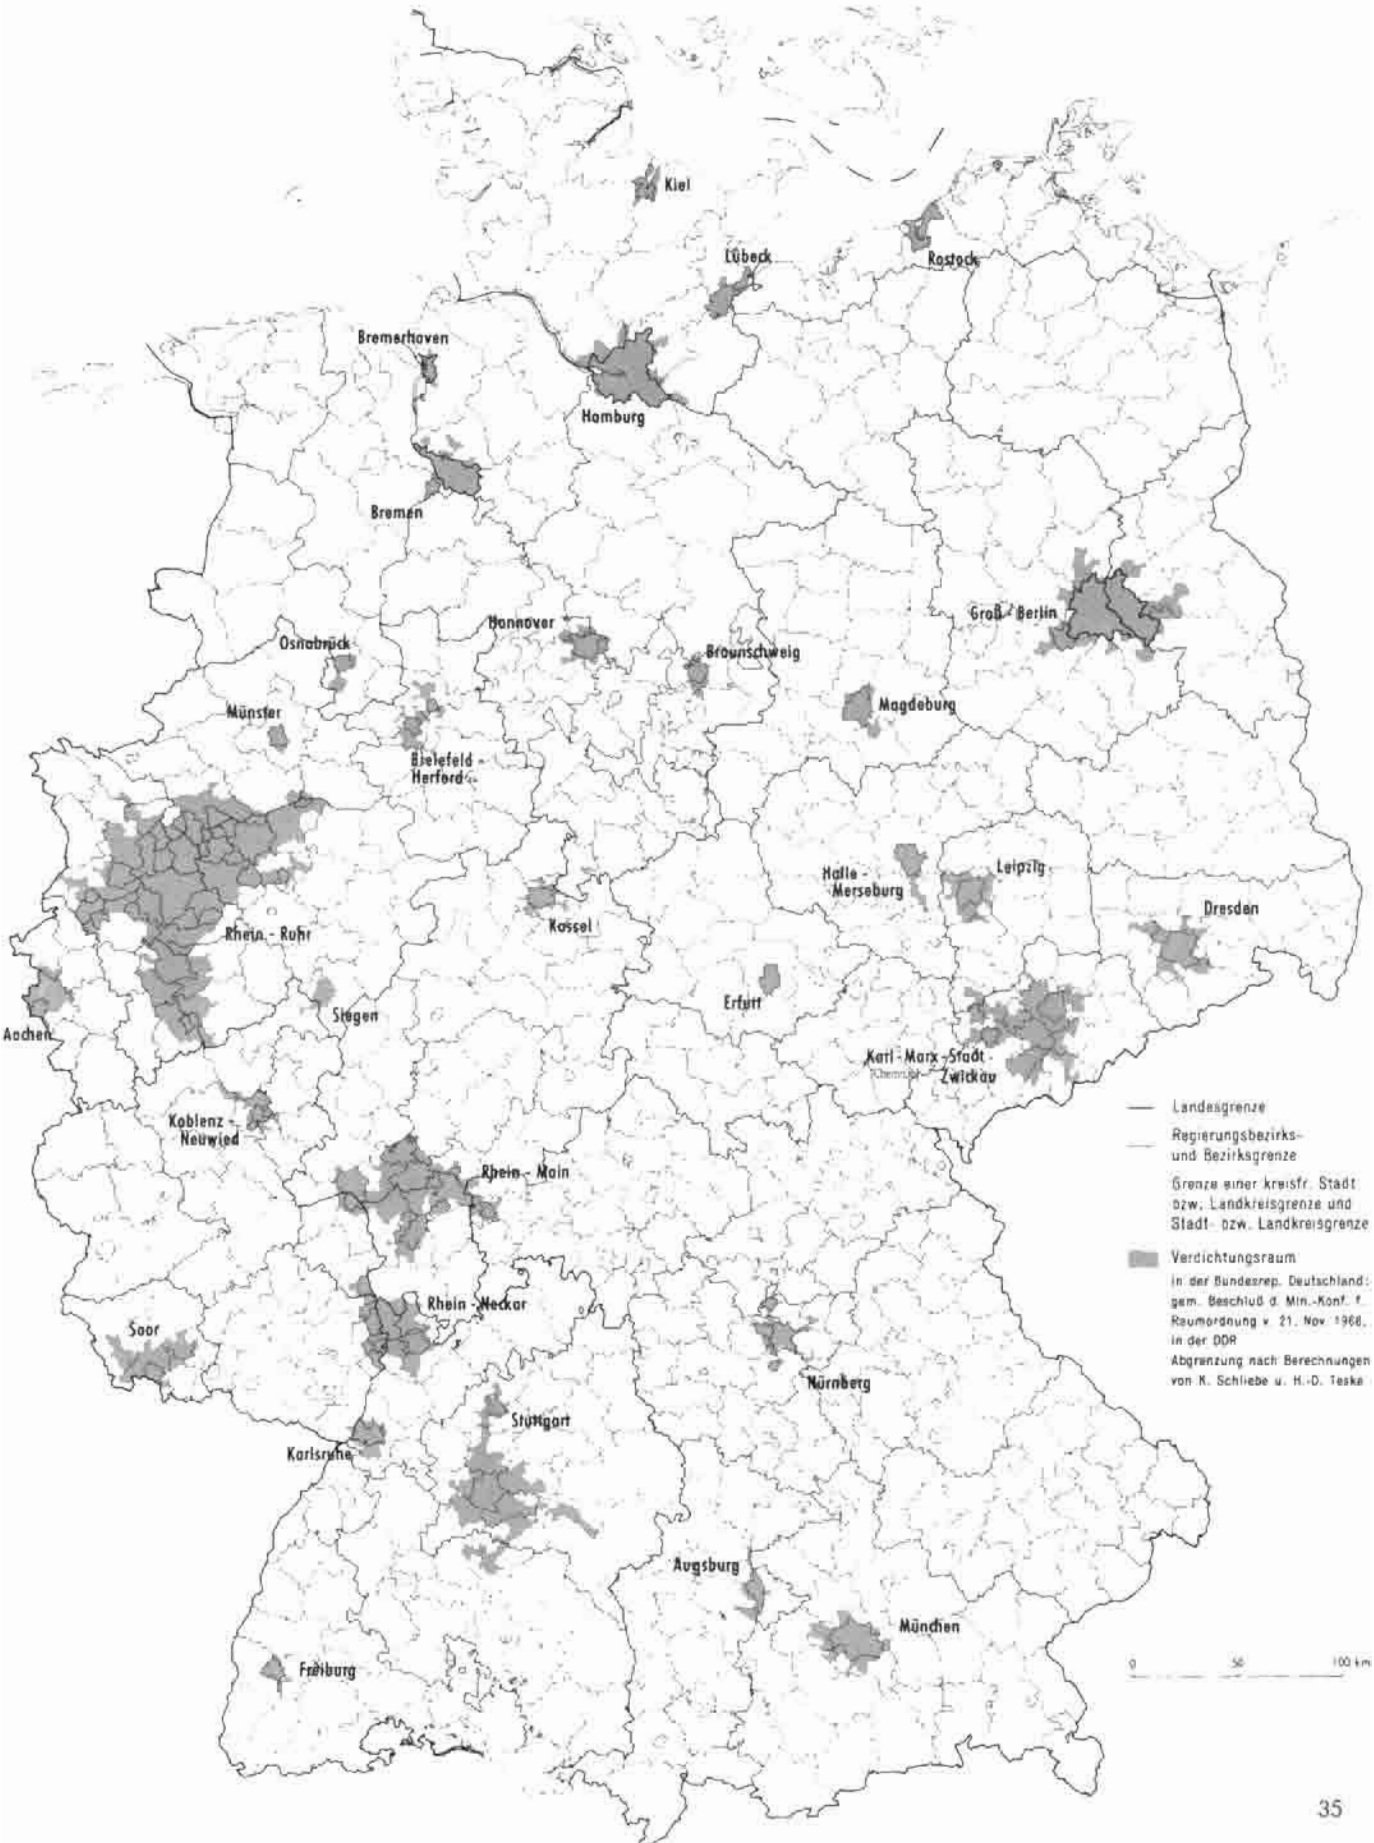 Kiel
Rostock
Lübeck
Bremerhaven
Hamburg
Bremen
Groß-Berlin
Hannover
Osnabrück
Braunschweig
Magdeburg
Münster
Bielefeld -
Herford
Halle -
Merseburg
Leipzig
Dresden
Kassel
Rhein - Ruhr
Erfurt
Siegen
Aachen
Karl-Marx-Stadt -
Zwickau
Koblenz -
Neuwied
Rhein - Main
Rhein - Neckar
Saar
Nürnberg
Stuttgart
Karlsruhe
Augsburg
München
Freiburg
Landesgrenze
Regierungsbezirks-
und Bezirksgrenze
Grenze einer kreisfr. Stadt
bzw. Landkreisgrenze und
Stadt- bzw. Landkreisgrenze
Verdichtungsraum
in der Bundesrep. Deutschland:
gem. Beschluß d. Min.-Konf. f.
Raumordnung v. 21. Nov. 1968,
in der DDR
Abgrenzung nach Berechnungen
von K. Schliebe u. H.-D. Teske
0 50 100 km
35